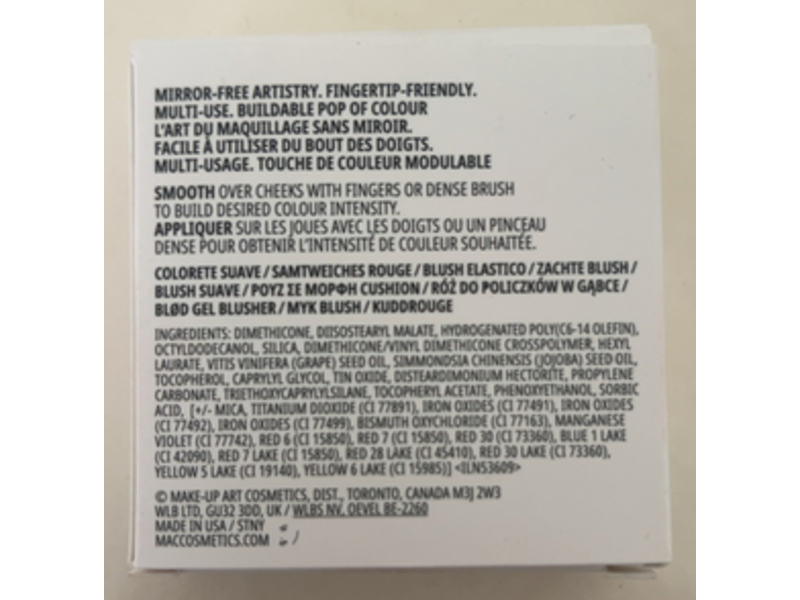 MIRROR-FREE ARTISTRY. FINGERTIP-FRIENDLY.
MULTI-USE. BUILDABLE POP OF COLOUR
L'ART DU MAQUILLAGE SANS MIROIR.
FACILE À UTILISER DU BOUT DES DOIGTS.
MULTI-USAGE. TOUCHE DE COULEUR MODULABLE
SMOOTH OVER CHEEKS WITH FINGERS OR DENSE BRUSH
TO BUILD DESIRED COLOUR INTENSITY.
APPLIQUER SUR LES JOUES AVEC LES DOIGTS OU UN PINCEAU
DENSE POUR OBTENIR L'INTENSITÉ DE COULEUR SOUHAITÉE.
COLORETE SUAVE / SAMTWEICHES ROUGE / BLUSH ELASTICO / ZACHTE BLUSH /
BLUSH SUAVE / ΡΟΥΖ ΣΕ ΜΟΡΦΗ CUSHION / RÓŻ DO POLICZKÓW W GĄBCE /
BLØD GEL BLUSHER / MYK BLUSH / KUDDROUGE
INGREDIENTS: DIMETHICONE, DIISOSTEARYL MALATE, HYDROGENATED POLY(C6-14 OLEFIN),
OCTYLDODECANOL, SILICA, DIMETHICONE/VINYL DIMETHICONE CROSSPOLYMER, HEXYL
LAURATE, VITIS VINIFERA (GRAPE) SEED OIL, SIMMONDSIA CHINENSIS (JOJOBA) SEED OIL,
TOCOPHEROL, CAPRYLYL GLYCOL, TIN OXIDE, DISTEARDIMONIUM HECTORITE, PROPYLENE
CARBONATE, TRIETHOXYCAPRYLYLSILANE, TOCOPHERYL ACETATE, PHENOXYETHANOL, SORBIC
ACID, [+/- MICA, TITANIUM DIOXIDE (CI 77891), IRON OXIDES (CI 77491), IRON OXIDES
(CI 77492), IRON OXIDES (CI 77499), BISMUTH OXYCHLORIDE (CI 77163), MANGANESE
VIOLET (CI 77742), RED 6 (CI 15850), RED 7 (CI 15850), RED 30 (CI 73360), BLUE 1 LAKE
(CI 42090), RED 7 LAKE (CI 15850), RED 28 LAKE (CI 45410), RED 30 LAKE (CI 73360),
YELLOW 5 LAKE (CI 19140), YELLOW 6 LAKE (CI 15985)] <ILN53609>
© MAKE-UP ART COSMETICS, DIST., TORONTO, CANADA M3J 2W3
WLB LTD, GU32 3DD, UK / WLBS NV, OEVEL BE-2260
MADE IN USA / STNY
MACCOSMETICS.COM